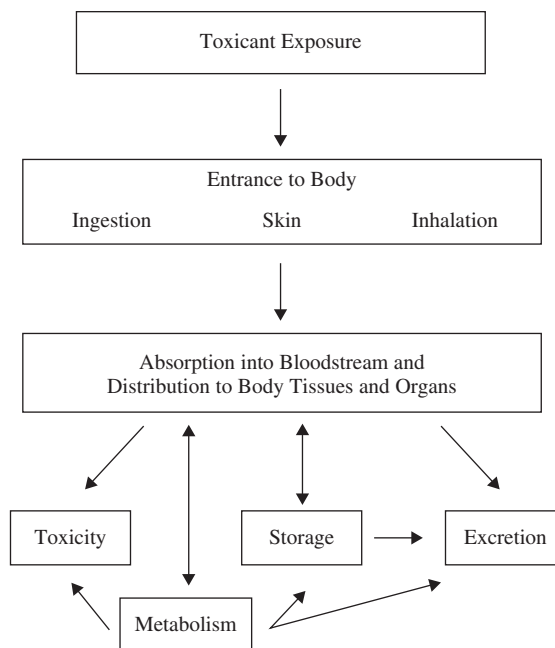 Toxicant Exposure
Entrance to Body
Ingestion Skin Inhalation
Absorption into Bloodstream and
Distribution to Body Tissues and Organs
Toxicity Storage Excretion
Metabolism